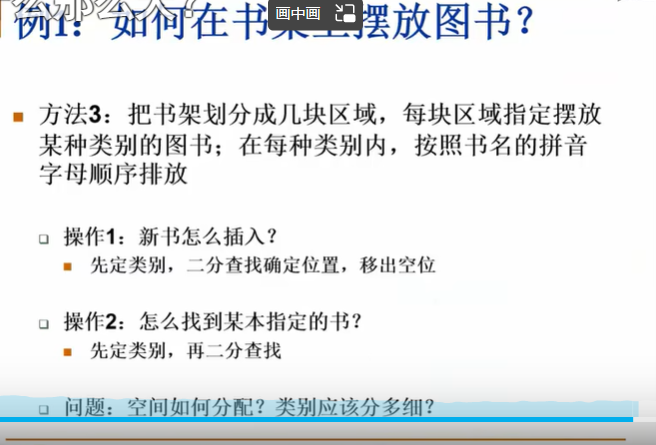 么那么大？
画中画
例1：如何在书架上摆放图书？
方法3：把书架划分成几块区域，每块区域指定摆放
某种类别的图书；在每种类别内，按照书名的拼音
字母顺序排放
操作1：新书怎么插入？
先定类别，二分查找确定位置，移出空位
操作2：怎么找到某本指定的书？
先定类别，再二分查找
问题：空间如何分配？类别应该分多细？